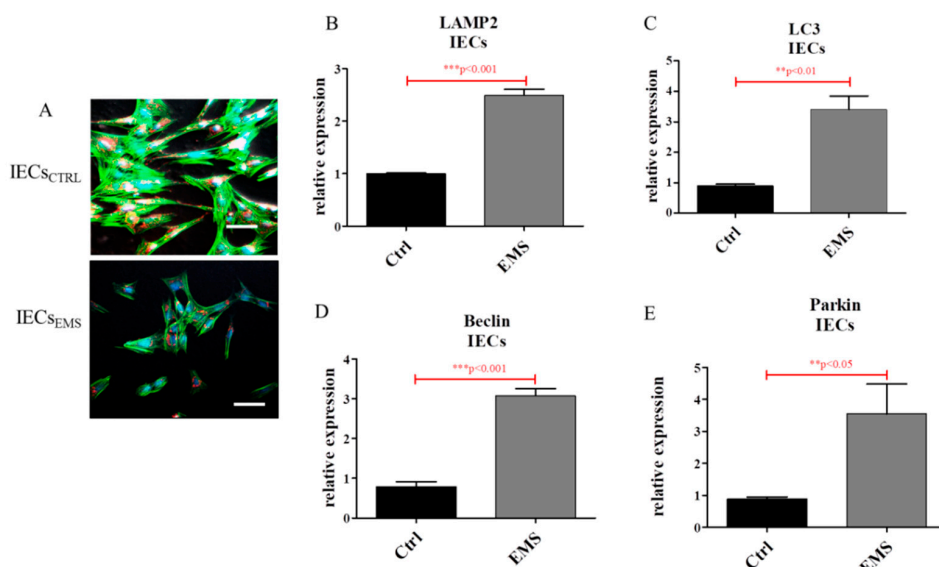 A
IECsCTRL
IECsEMS
B
LAMP2
IECs
***p<0.001
relative expression
3
2
1
0
Ctrl
EMS
C
LC3
IECs
**p<0.01
relative expression
5
4
3
2
1
0
Ctrl
EMS
D
Beclin
IECs
***p<0.001
relative expression
4
3
2
1
0
Ctrl
EMS
E
Parkin
IECs
**p<0.05
relative expression
5
4
3
2
1
0
Ctrl
EMS